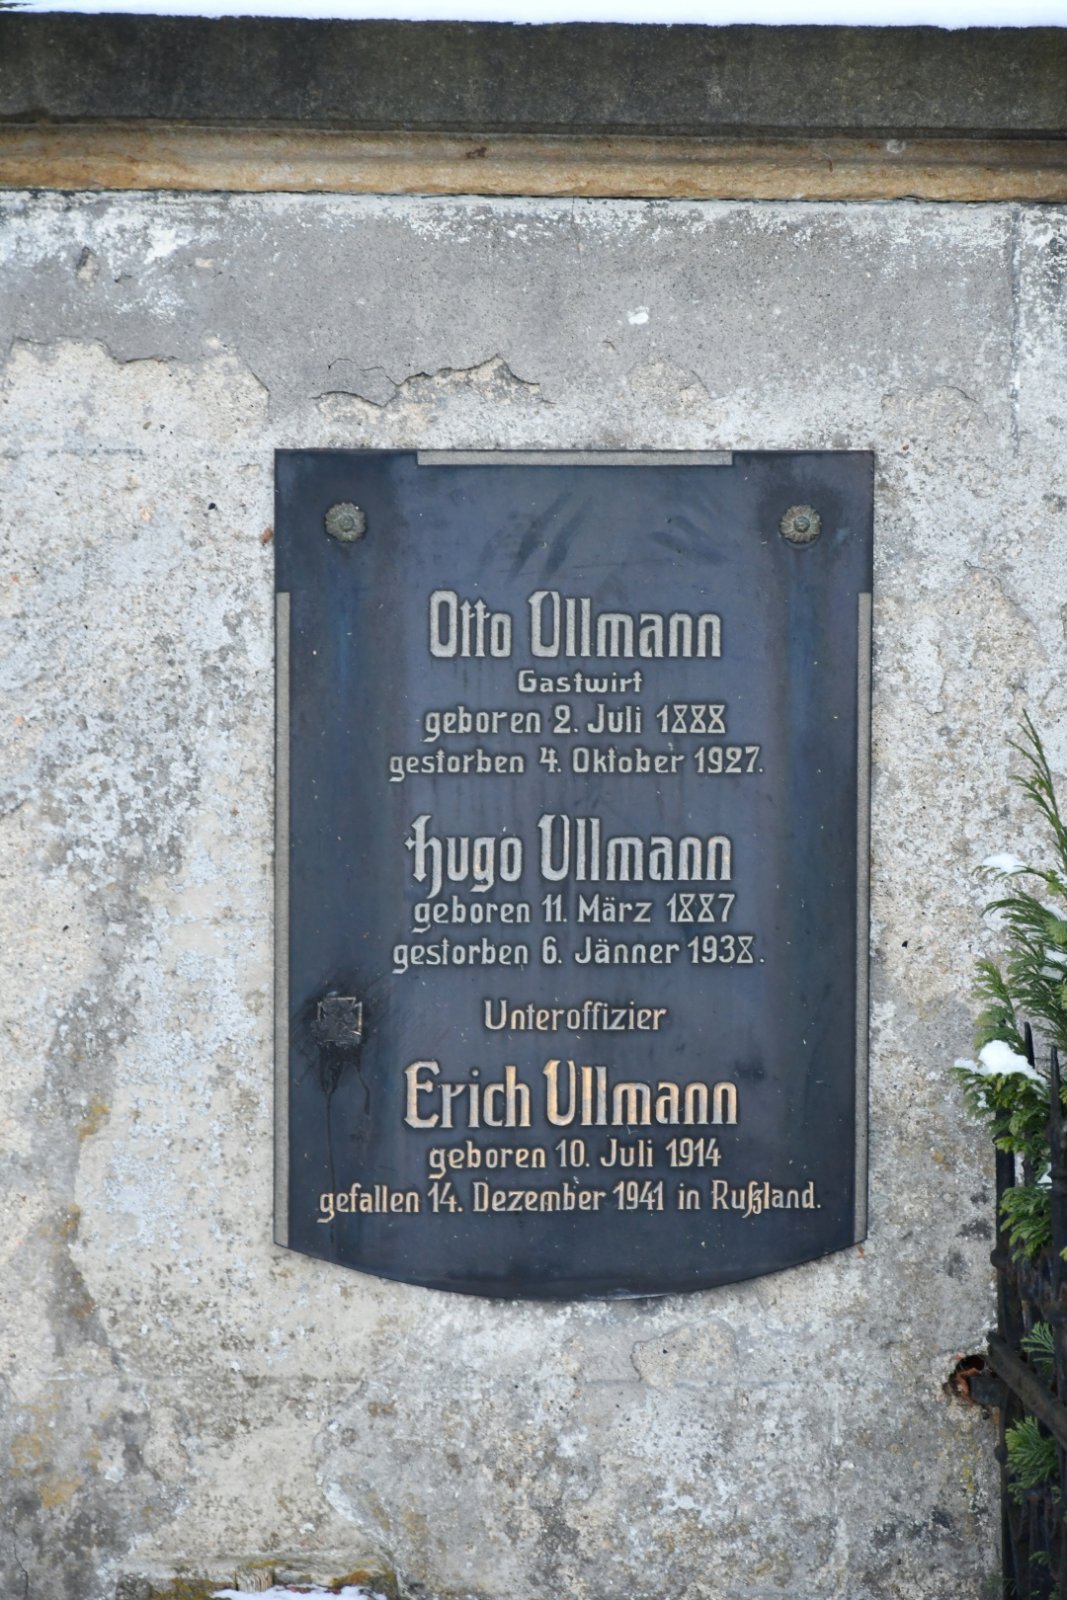 Otto Ullmann
Gastwirt
geboren 2. Juli 1888
gestorben 4. Oktober 1927.
Hugo Ullmann
geboren 11. März 1887
gestorben 6. Jänner 1938.
Unteroffizier
Erich Ullmann
geboren 10. Juli 1914
gefallen 14. Dezember 1941 in Rußland.